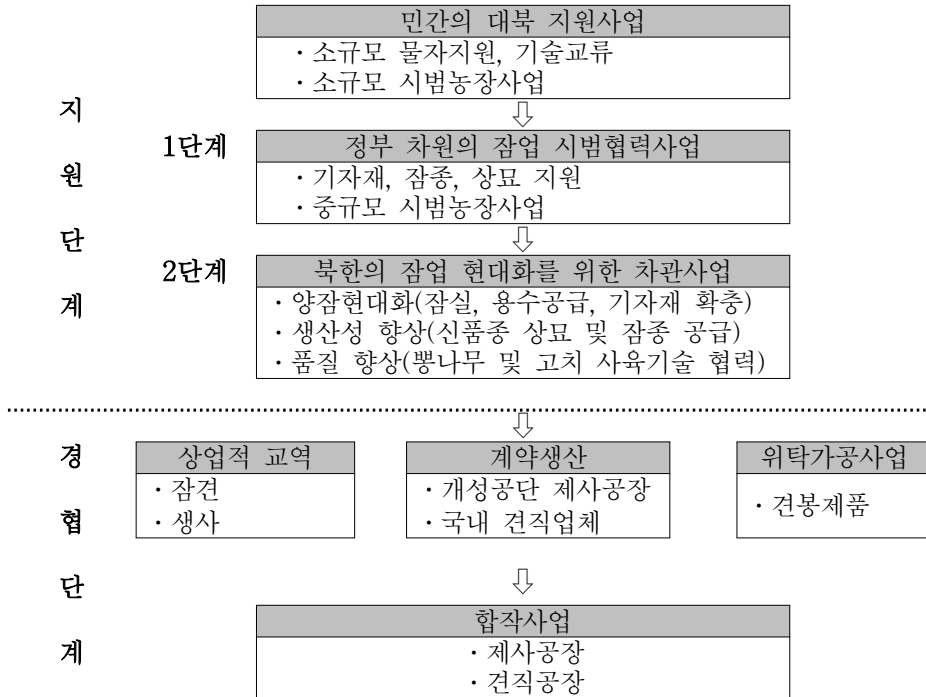 민간의 대북 지원사업
· 소규모 물자지원, 기술교류
· 소규모 시범농장사업
지
원
단
계
1단계
정부 차원의 잠업 시범협력사업
· 기자재, 잠종, 상묘 지원
· 중규모 시범농장사업
2단계
북한의 잠업 현대화를 위한 차관사업
· 양잠현대화(잠실, 용수공급, 기자재 확충)
· 생산성 향상(신품종 상묘 및 잠종 공급)
· 품질 향상(뽕나무 및 고치 사육기술 협력)
경
협
단
계
상업적 교역
· 잠견
· 생사
계약생산
· 개성공단 제사공장
· 국내 견직업체
위탁가공사업
· 견봉제품
합작사업
· 제사공장
· 견직공장